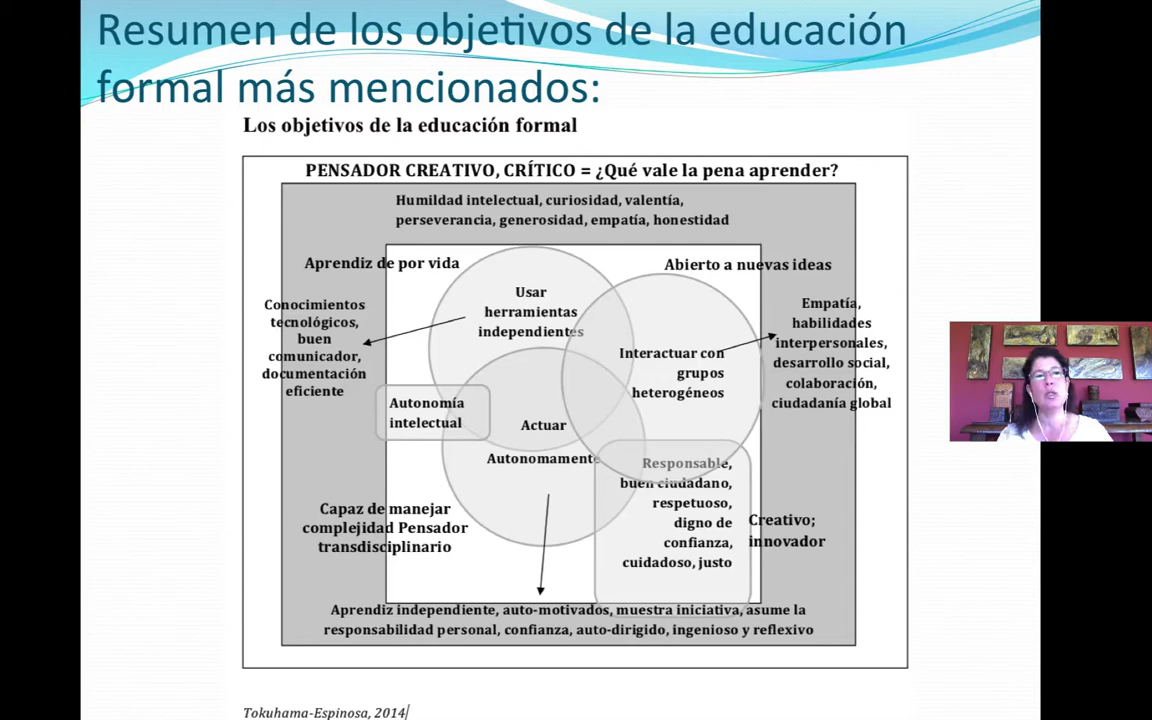 Resumen de los objetivos de la educación
formal más mencionados:
Los objetivos de la educación formal
PENSADOR CREATIVO, CRÍTICO = ¿Qué vale la pena aprender?
Humildad intelectual, curiosidad, valentía,
perseverancia, generosidad, empatía, honestidad
Aprendiz de por vida
Abierto a nuevas ideas
Usar
herramientas
independientes
Conocimientos
tecnológicos,
buen
comunicador,
documentación
eficiente
Interactuar con
grupos
heterogéneos
Empatía,
habilidades
interpersonales,
desarrollo social,
colaboración,
ciudadanía global
Autonomía
intelectual
Actuar
Autonomamente
Responsable,
buen ciudadano,
respetuoso,
digno de
confianza,
cuidadoso, justo
Capaz de manejar
complejidad Pensador
transdisciplinario
Creativo;
innovador
Aprendiz independiente, auto-motivados, muestra iniciativa, asume la
responsabilidad personal, confianza, auto-dirigido, ingenioso y reflexivo
Tokuhama-Espinosa, 2014